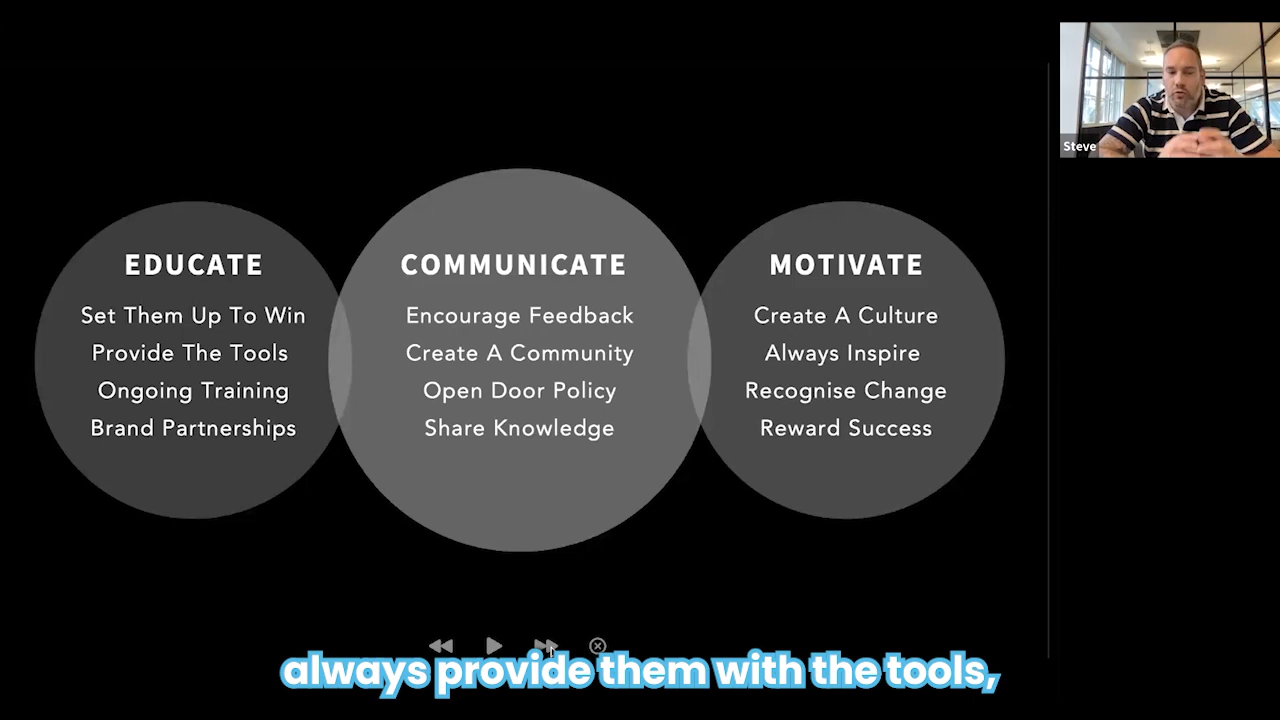 EDUCATE
Set Them Up To Win
Provide The Tools
Ongoing Training
Brand Partnerships
COMMUNICATE
Encourage Feedback
Create A Community
Open Door Policy
Share Knowledge
MOTIVATE
Create A Culture
Always Inspire
Recognise Change
Reward Success
Steve
always provide them with the tools,